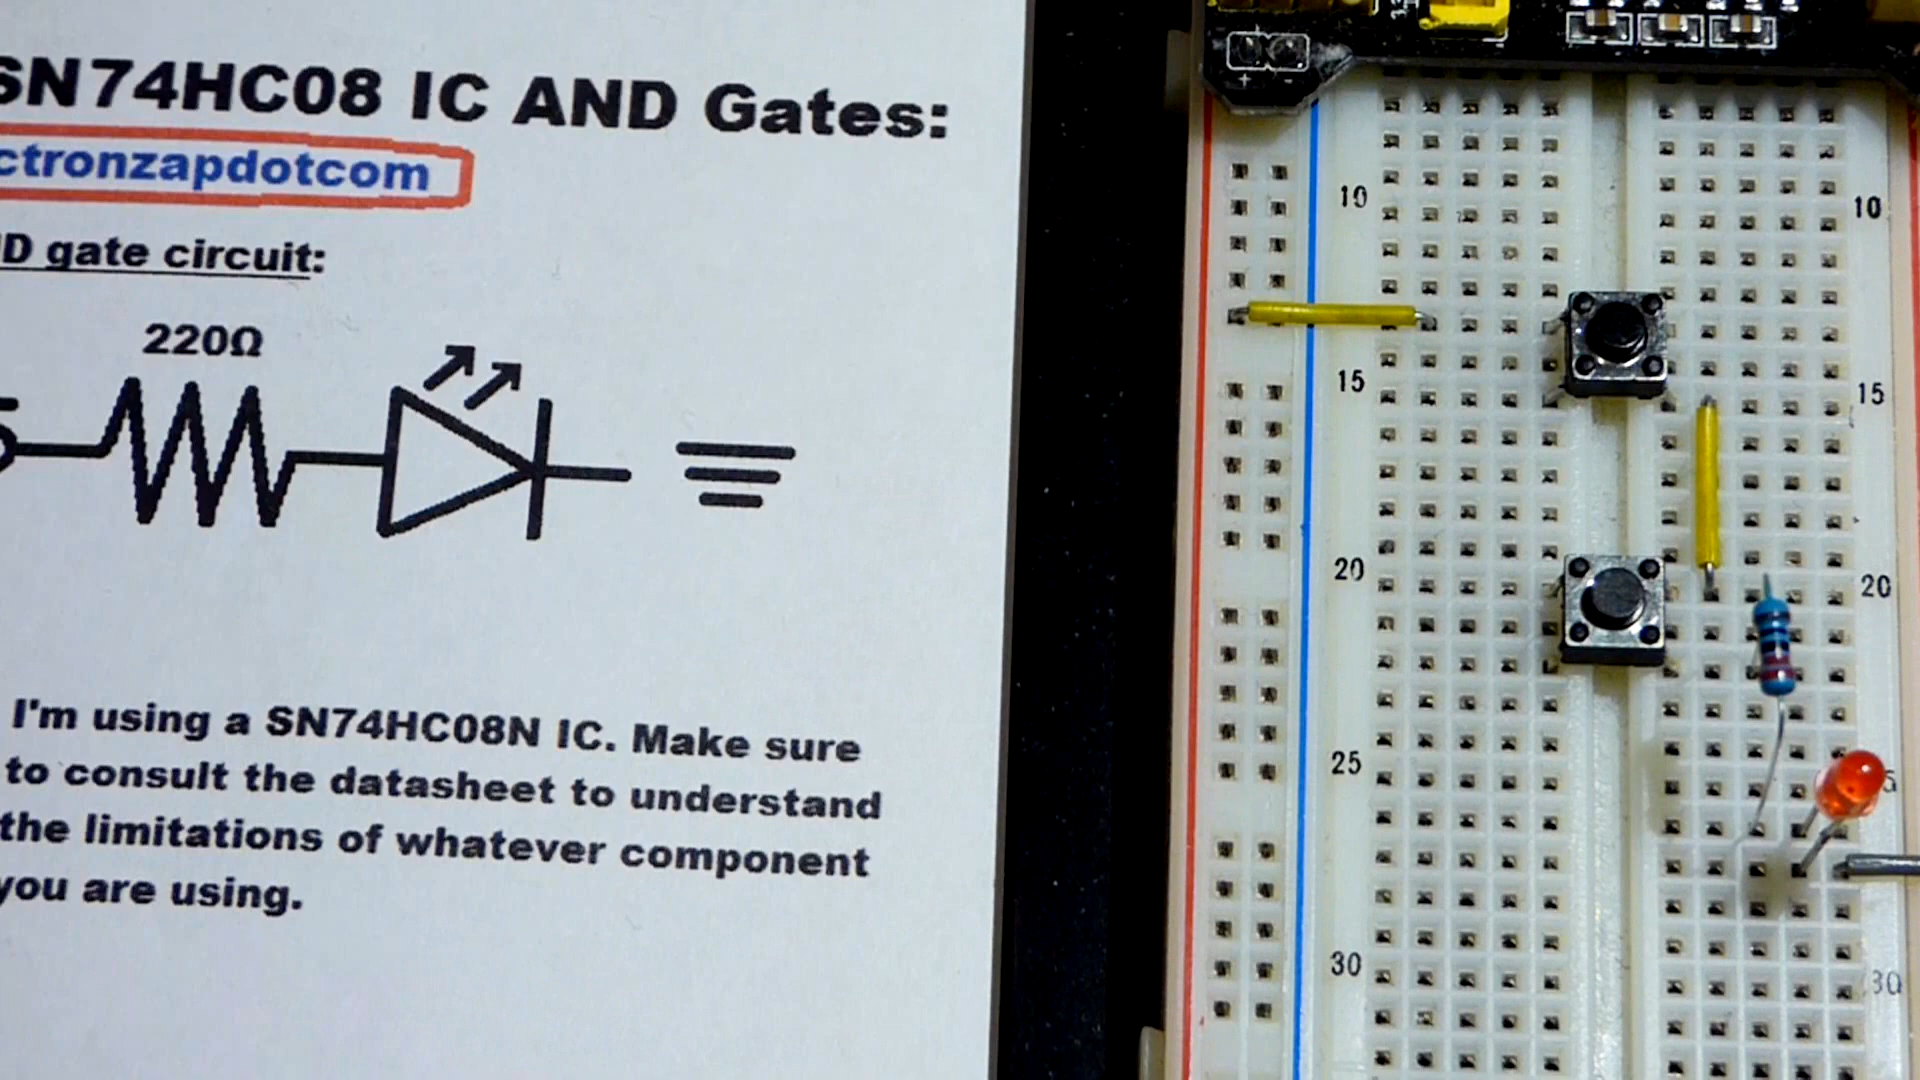 SN74HC08 IC AND Gates:
ctronzapdotcom
D gate circuit:
220Ω
I'm using a SN74HC08N IC. Make sure
to consult the datasheet to understand
the limitations of whatever component
you are using.
+ -
10 10
15 15
20 20
25
30 30